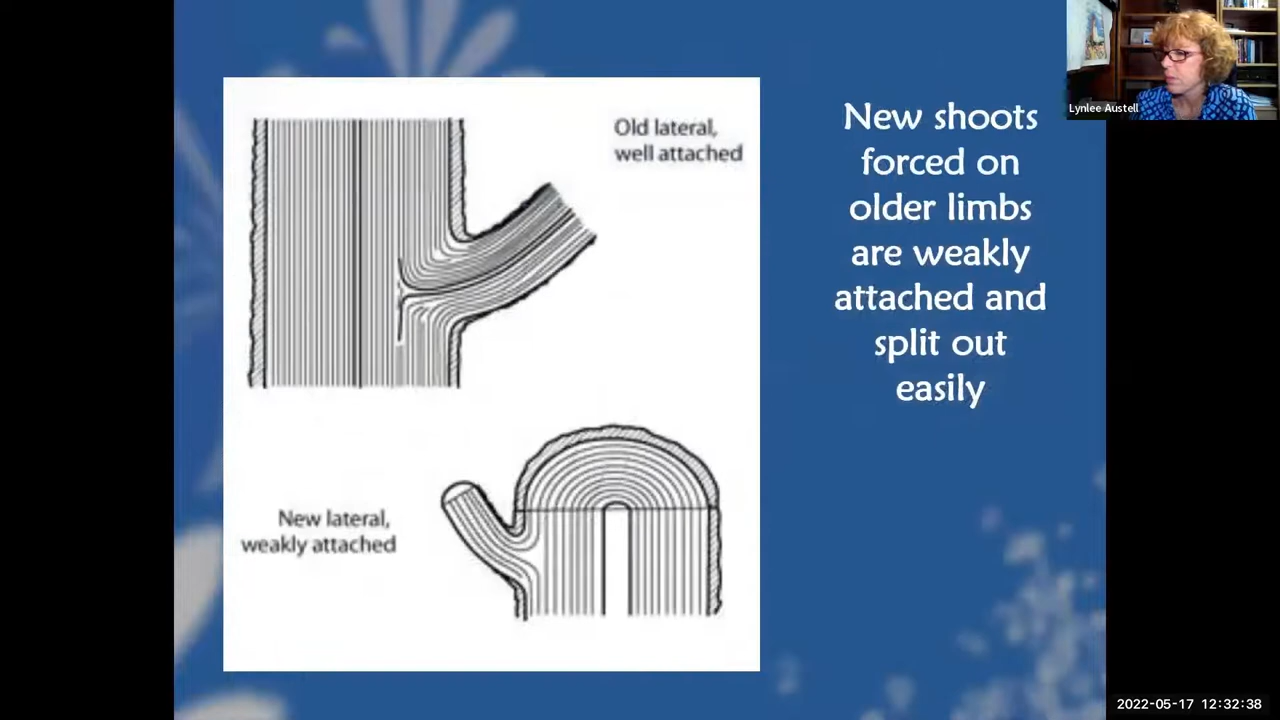 Old lateral,
well attached
New lateral,
weakly attached
New shoots
forced on
older limbs
are weakly
attached and
split out
easily
Lynlee Austell
2022-05-17 12:32:38